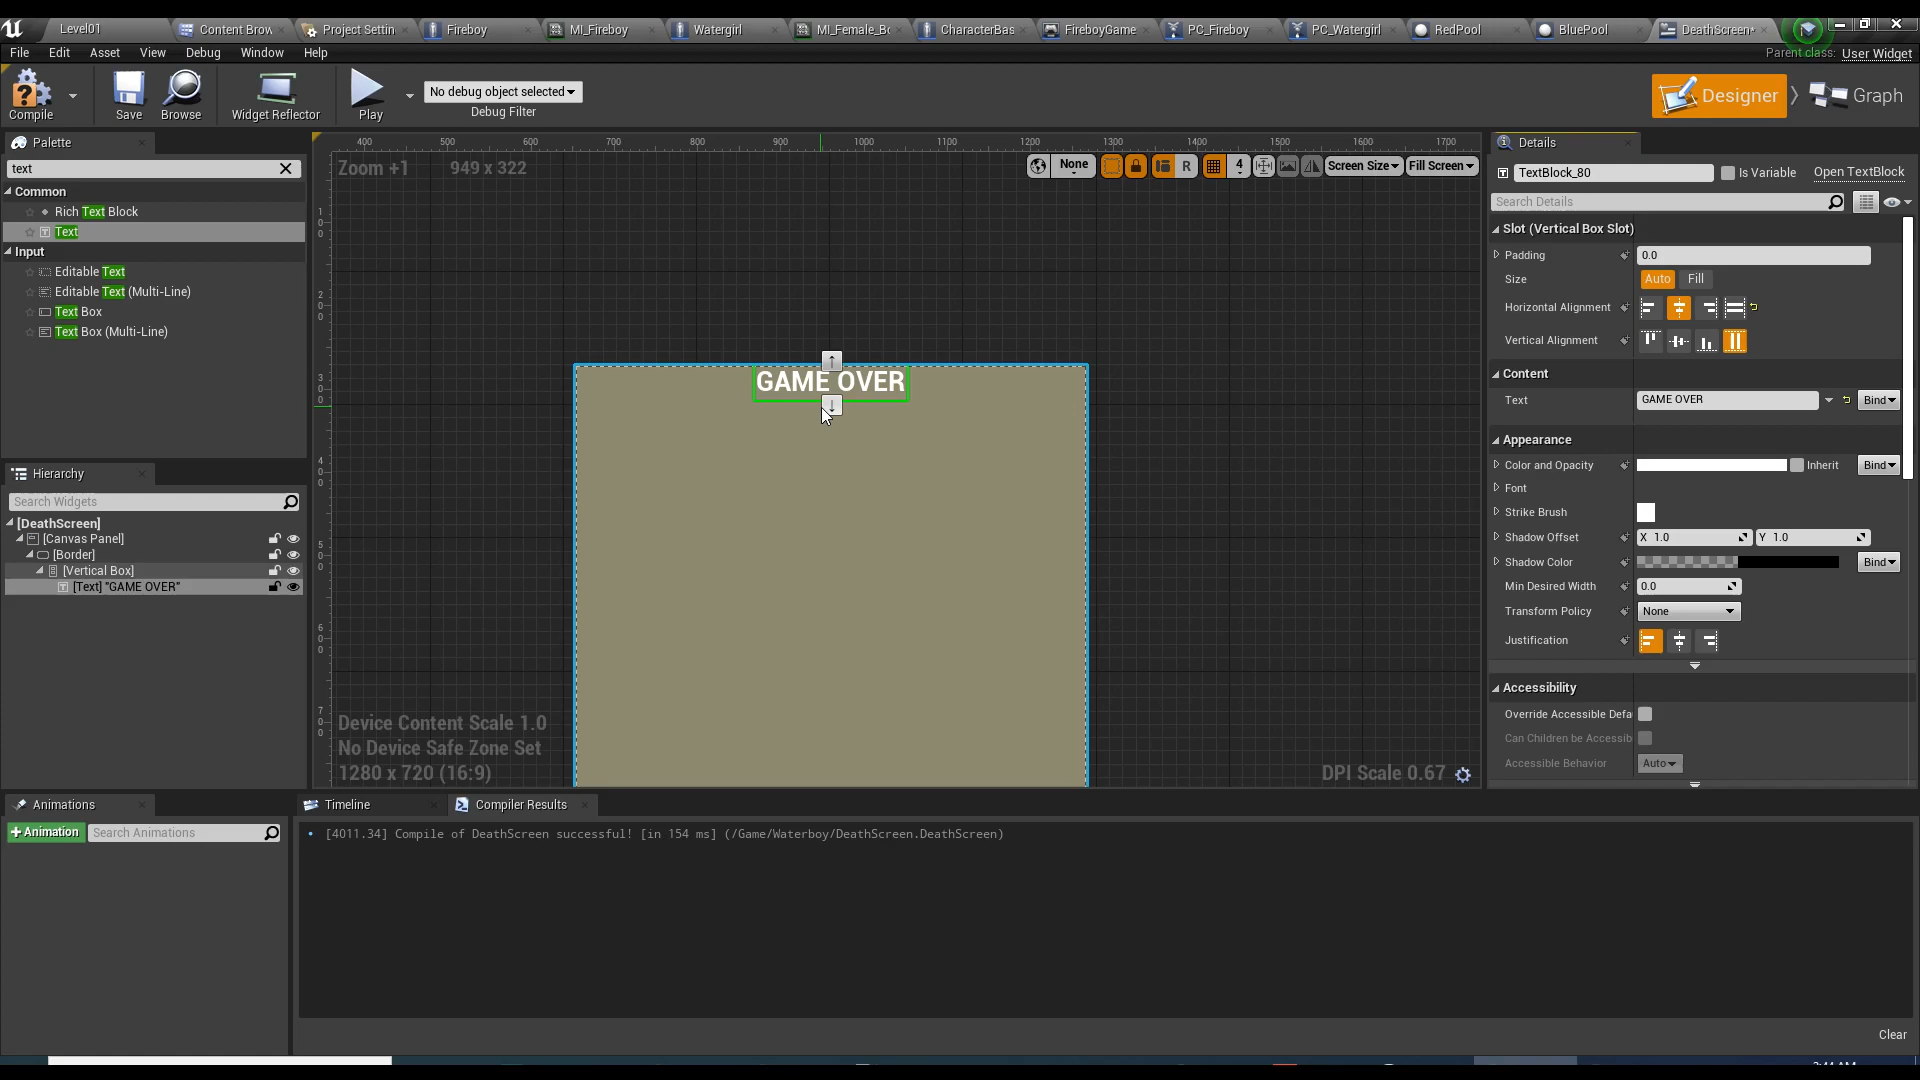 Level01
Content Brow
Project Settin
Fireboy
MI_Fireboy
Watergirl
MI_Female_Bo
CharacterBas
FireboyGame
PC_Fireboy
PC_Watergirl
RedPool
BluePool
DeathScreen*
File Edit Asset View Debug Window Help
Parent class: User Widget
Compile
Save
Browse
Widget Reflector
Play
No debug object selected
Debug Filter
Designer
Graph
Palette
text
Common
Rich Text Block
Text
Input
Editable Text
Editable Text (Multi-Line)
Text Box
Text Box (Multi-Line)
Hierarchy
Search Widgets
[DeathScreen]
[Canvas Panel]
[Border]
[Vertical Box]
[Text] "GAME OVER"
400 500 600 700 800 900 1000 1100 1200 1300 1400 1500 1600 1700
Zoom +1
949 x 322
None
R
4
Screen Size
Fill Screen
100
200
300
400
500
600
700
GAME OVER
Device Content Scale 1.0
No Device Safe Zone Set
1280 x 720 (16:9)
DPI Scale 0.67
Details
TextBlock_80
Is Variable
Open TextBlock
Search Details
Slot (Vertical Box Slot)
Padding
0.0
Size
Auto
Fill
Horizontal Alignment
Vertical Alignment
Content
Text
GAME OVER
Bind
Appearance
Color and Opacity
Inherit
Bind
Font
Strike Brush
Shadow Offset
X 1.0
Y 1.0
Shadow Color
Bind
Min Desired Width
0.0
Transform Policy
None
Justification
Accessibility
Override Accessible Defa
Can Children be Accessib
Accessible Behavior
Auto
Animations
+Animation
Search Animations
Timeline
Compiler Results
[4011.34] Compile of DeathScreen successful! [in 154 ms] (/Game/Waterboy/DeathScreen.DeathScreen)
Clear